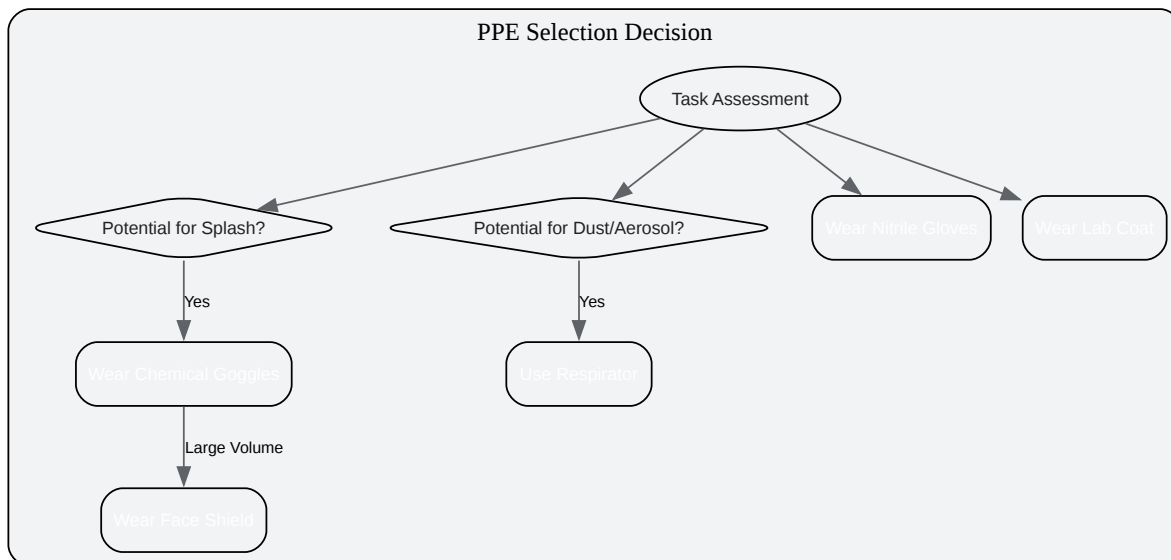 PPE Selection Decision
Task Assessment
Potential for Splash?
Potential for Dust/Aerosol?
Wear Nitrile Gloves
Wear Lab Coat
Yes
Yes
Wear Chemical Goggles
Use Respirator
Large Volume
Wear Face Shield